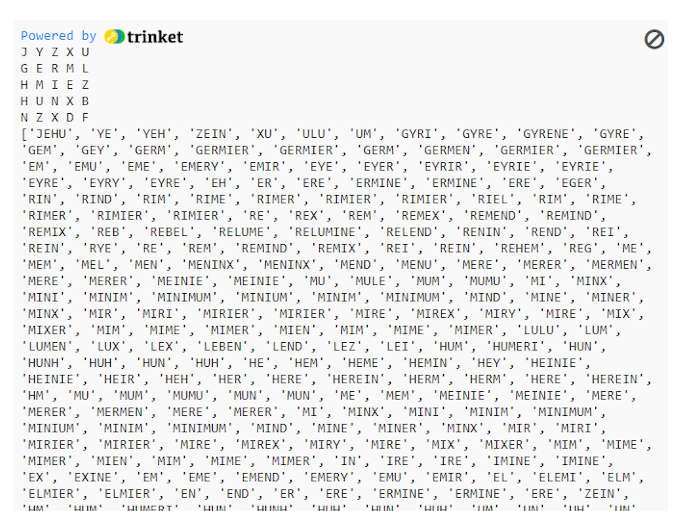 Powered by trinket
J Y Z X U
G E R M L
H M I E Z
H U N X B
N Z X D F
['JEHU', 'YE', 'YEH', 'ZEIN', 'XU', 'ULU', 'UM', 'GYRI', 'GYRE', 'GYRENE', 'GYRE',
'GEM', 'GEY', 'GERM', 'GERMIER', 'GERMIER', 'GERM', 'GERMEN', 'GERMIER', 'GERMIER',
'EM', 'EMU', 'EME', 'EMERY', 'EMIR', 'EYE', 'EYER', 'EYRIR', 'EYRIE', 'EYRIE',
'EYRE', 'EYRY', 'EYRE', 'EH', 'ER', 'ERE', 'ERMINE', 'ERMINE', 'ERE', 'EGER',
'RIN', 'RIND', 'RIM', 'RIME', 'RIMER', 'RIMIER', 'RIMIER', 'RIEL', 'RIM', 'RIME',
'RIMER', 'RIMIER', 'RIMIER', 'RE', 'REX', 'REM', 'REMEX', 'REMEND', 'REMIND',
'REMIX', 'REB', 'REBEL', 'RELUME', 'RELUMINE', 'RELEND', 'RENIN', 'REND', 'REI',
'REIN', 'RYE', 'RE', 'REM', 'REMIND', 'REMIX', 'REI', 'REIN', 'REHEM', 'REG', 'ME',
'MEM', 'MEL', 'MEN', 'MENINX', 'MENINX', 'MEND', 'MENU', 'MERE', 'MERER', 'MERMEN',
'MERE', 'MERER', 'MEINIE', 'MEINIE', 'MU', 'MULE', 'MUM', 'MUMU', 'MI', 'MINX',
'MINI', 'MINIM', 'MINIMUM', 'MINIUM', 'MINIM', 'MINIMUM', 'MIND', 'MINE', 'MINER',
'MINX', 'MIR', 'MIRI', 'MIRIER', 'MIRIER', 'MIRE', 'MIREX', 'MIRY', 'MIRE', 'MIX',
'MIXER', 'MIM', 'MIME', 'MIMER', 'MIEN', 'MIM', 'MIME', 'MIMER', 'LULU', 'LUM',
'LUMEN', 'LUX', 'LEX', 'LEBEN', 'LEND', 'LEZ', 'LEI', 'HUM', 'HUMERI', 'HUN',
'HUNH', 'HUH', 'HUN', 'HUH', 'HE', 'HEM', 'HEME', 'HEMIN', 'HEY', 'HEINIE',
'HEINIE', 'HEIR', 'HEH', 'HER', 'HERE', 'HEREIN', 'HERM', 'HERM', 'HERE', 'HEREIN',
'HM', 'MU', 'MUM', 'MUMU', 'MUN', 'MUN', 'ME', 'MEM', 'MEINIE', 'MEINIE', 'MERE',
'MERER', 'MERMEN', 'MERE', 'MERER', 'MI', 'MINX', 'MINI', 'MINIM', 'MINIMUM',
'MINIUM', 'MINIM', 'MINIMUM', 'MIND', 'MINE', 'MINER', 'MINX', 'MIR', 'MIRI',
'MIRIER', 'MIRIER', 'MIRE', 'MIREX', 'MIRY', 'MIRE', 'MIX', 'MIXER', 'MIM', 'MIME',
'MIMER', 'MIEN', 'MIM', 'MIME', 'MIMER', 'IN', 'IRE', 'IRE', 'IMINE', 'IMINE',
'EX', 'EXINE', 'EM', 'EME', 'EMEND', 'EMERY', 'EMU', 'EMIR', 'EL', 'ELEMI', 'ELM',
'ELMIER', 'ELMIER', 'EN', 'END', 'ER', 'ERE', 'ERMINE', 'ERMINE', 'ERE', 'ZEIN',
'HM', 'HUM', 'HUMERI', 'HUN', 'HUNH', 'HUH', 'HUN', 'HUH', 'UM', 'UN', 'UH', 'UN',